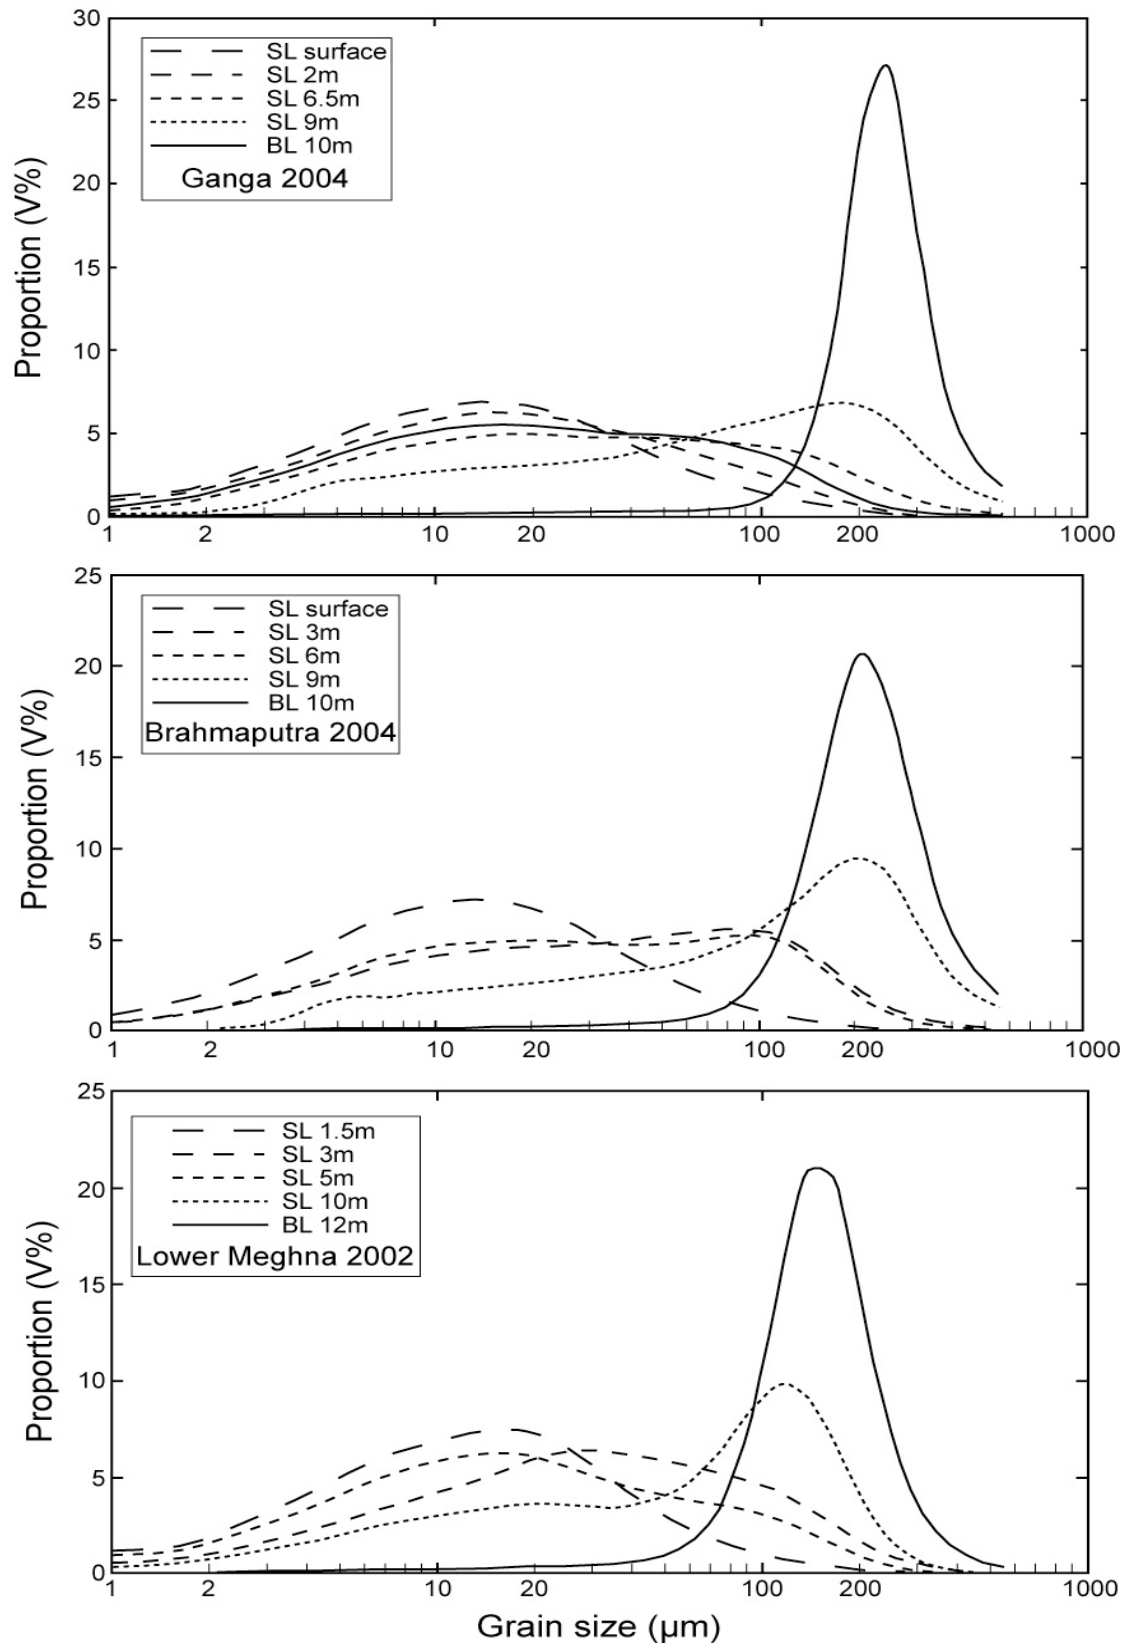 30
25
20
15
10
5
0
Proportion (V%)
SL surface
SL 2m
SL 6.5m
SL 9m
BL 10m
Ganga 2004
1 2 10 20 100 200 1000
25
20
15
10
5
0
Proportion (V%)
SL surface
SL 3m
SL 6m
SL 9m
BL 10m
Brahmaputra 2004
1 2 10 20 100 200 1000
25
20
15
10
5
0
Proportion (V%)
SL 1.5m
SL 3m
SL 5m
SL 10m
BL 12m
Lower Meghna 2002
1 2 10 20 100 200 1000
Grain size (μm)